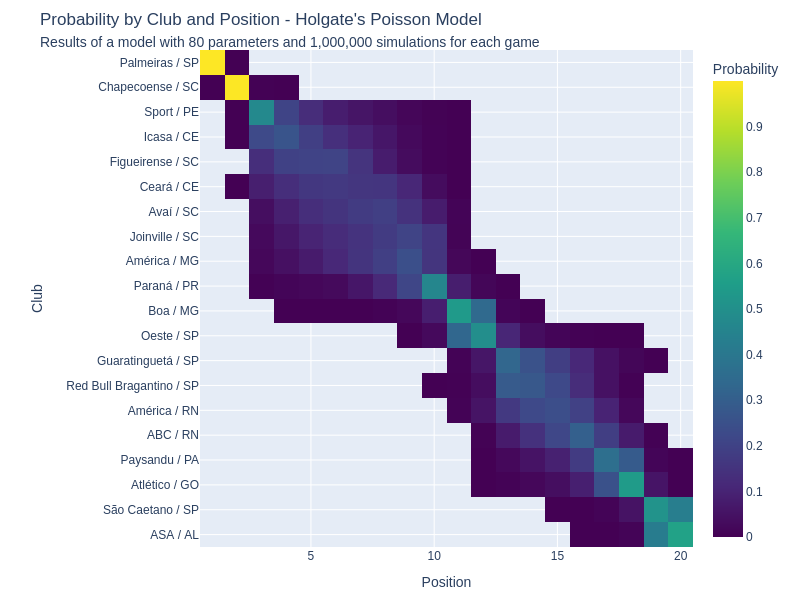 Probability by Club and Position - Holgate's Poisson Model
Results of a model with 80 parameters and 1,000,000 simulations for each game
Probability
Palmeiras / SP
Chapecoense / SC
Sport / PE
Icasa / CE
Figueirense / SC
Ceará / CE
Avaí / SC
Joinville / SC
América / MG
Paraná / PR
Boa / MG
Oeste / SP
Guaratinguetá / SP
Red Bull Bragantino / SP
América / RN
ABC / RN
Paysandu / PA
Atlético / GO
São Caetano / SP
ASA / AL
Club
5
10
15
20
Position
0.9
0.8
0.7
0.6
0.5
0.4
0.3
0.2
0.1
0